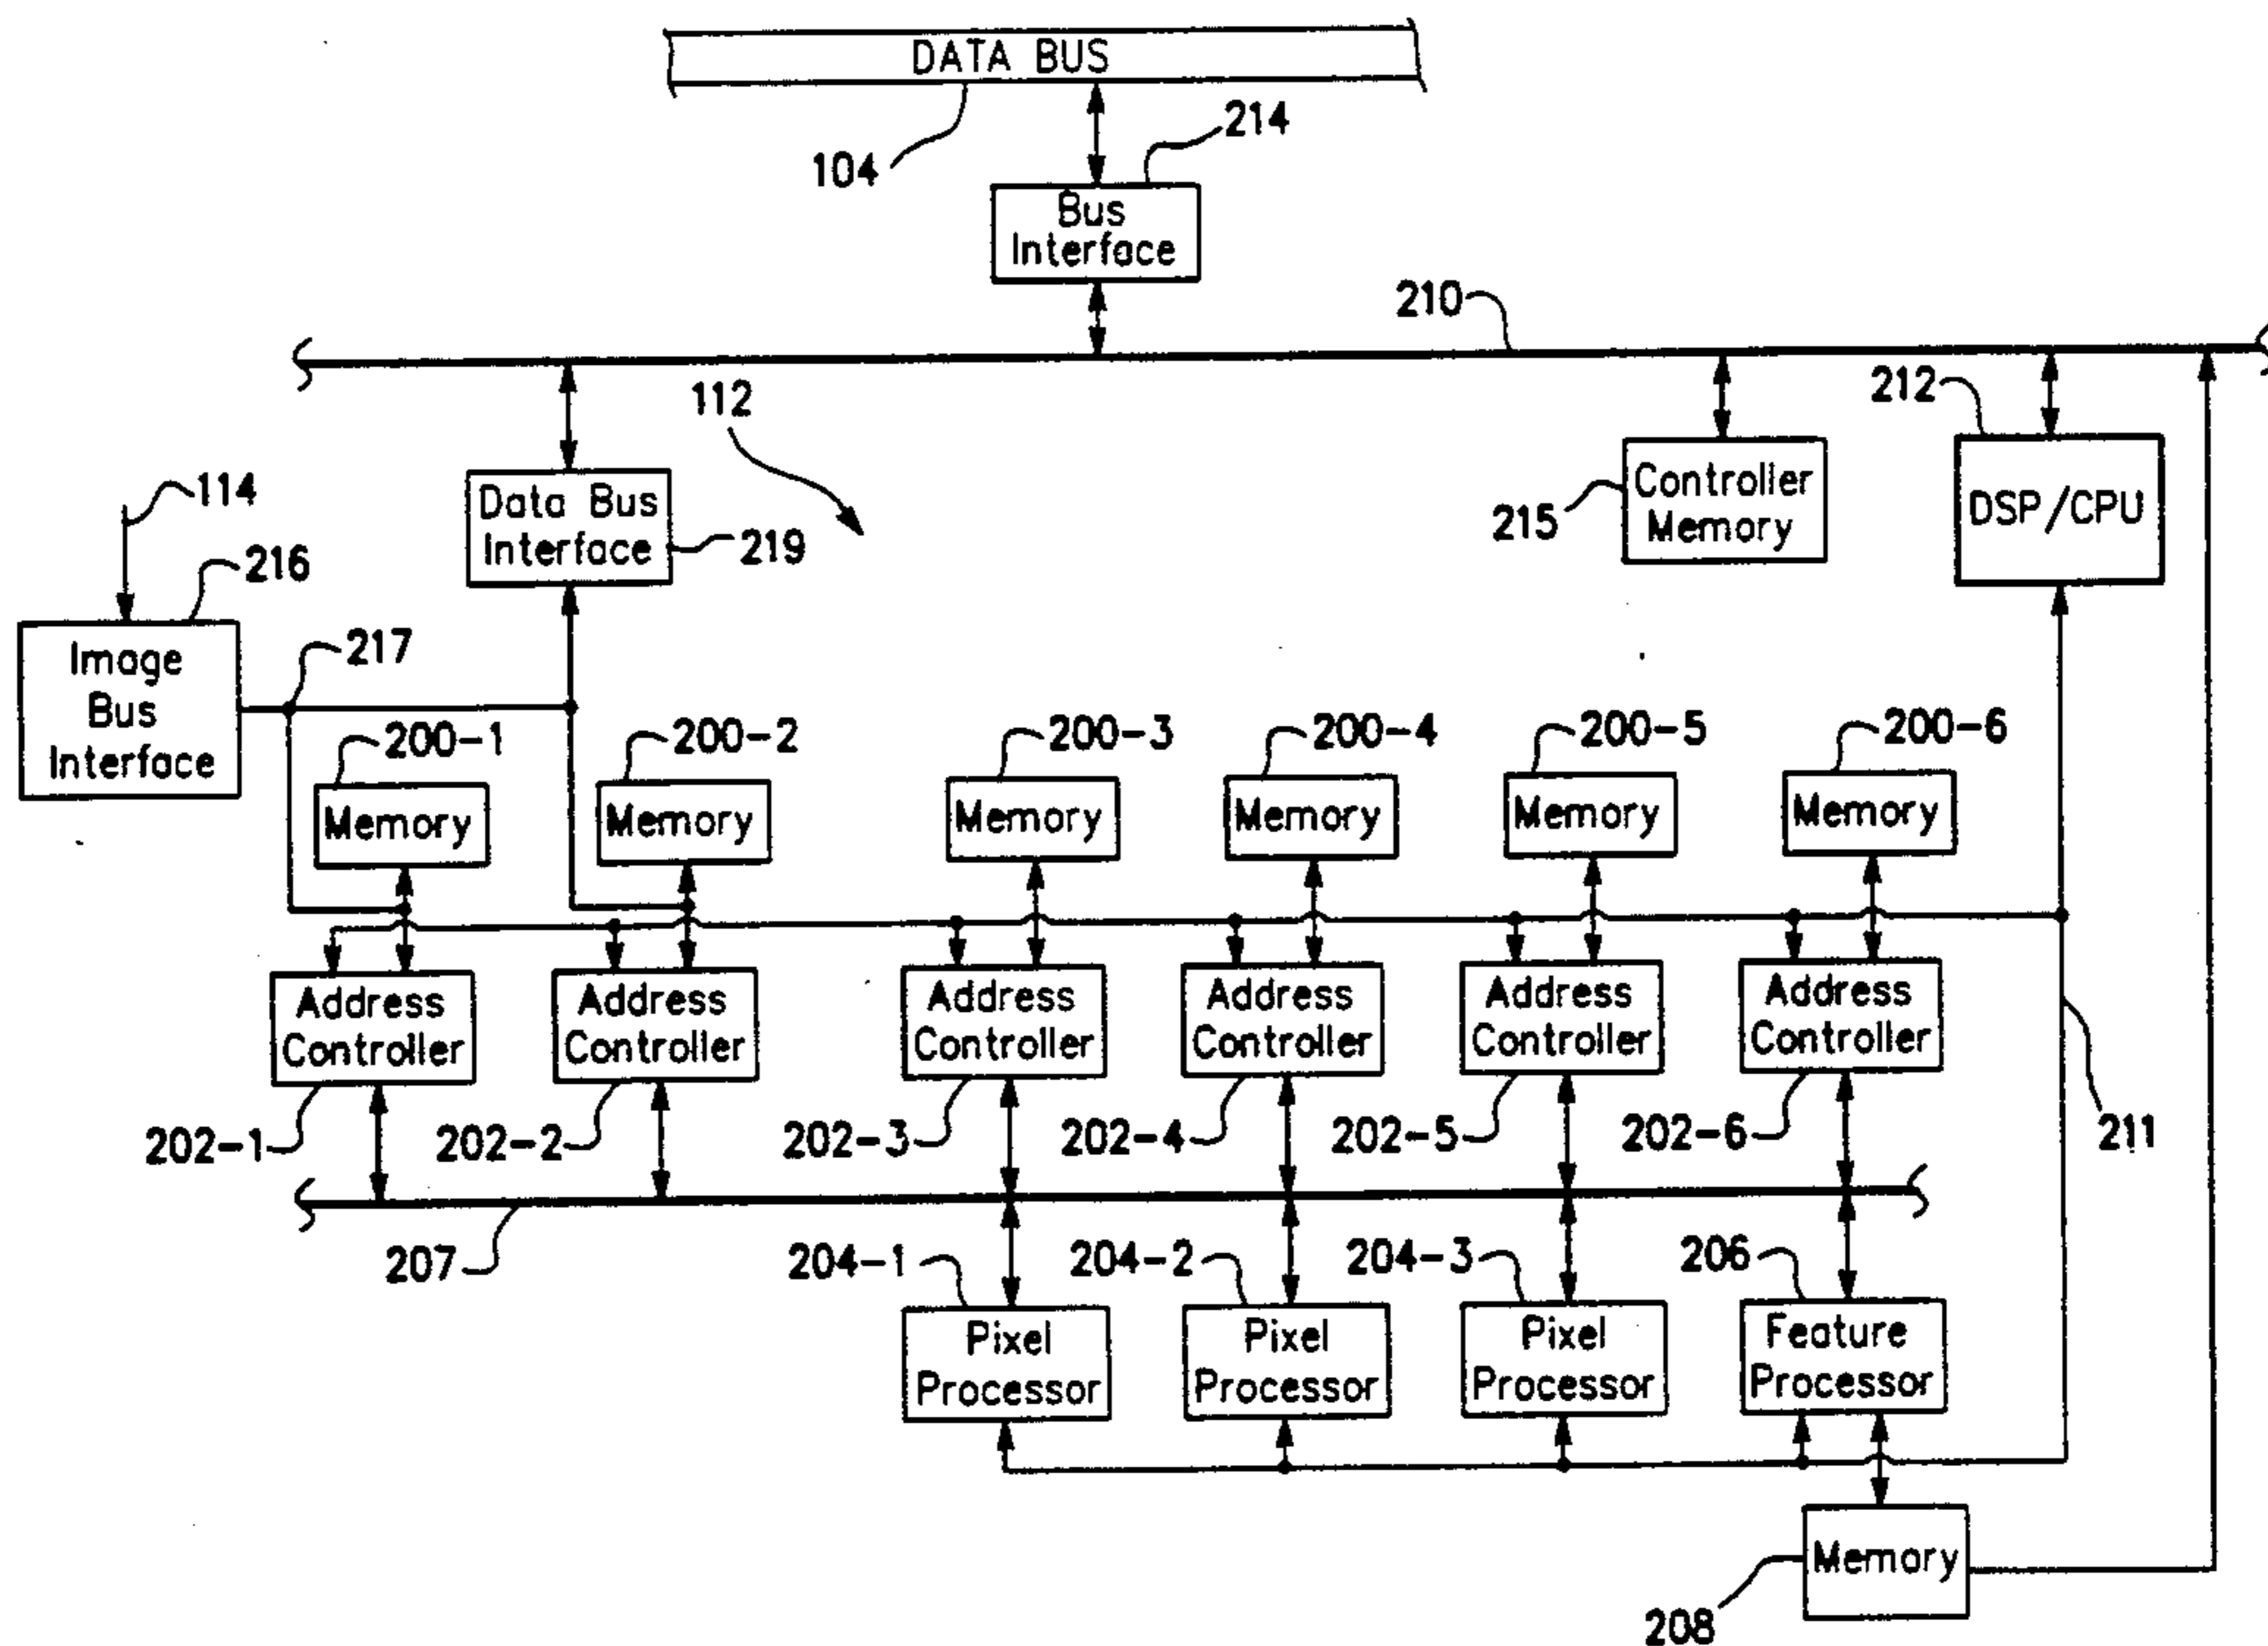 DATA BUS
104
214
Bus
Interface
210
112
212
114
Data Bus
Interface
219
215
Controller
Memory
DSP/CPU
216
Image
Bus
Interface
217
200-1
200-2
200-3
200-4
200-5
200-6
Memory
Memory
Memory
Memory
Memory
Memory
Address
Controller
Address
Controller
Address
Controller
Address
Controller
Address
Controller
Address
Controller
202-1
202-2
202-3
202-4
202-5
202-6
211
207
204-1
204-2
204-3
206
Pixel
Processor
Pixel
Processor
Pixel
Processor
Feature
Processor
Memory
208